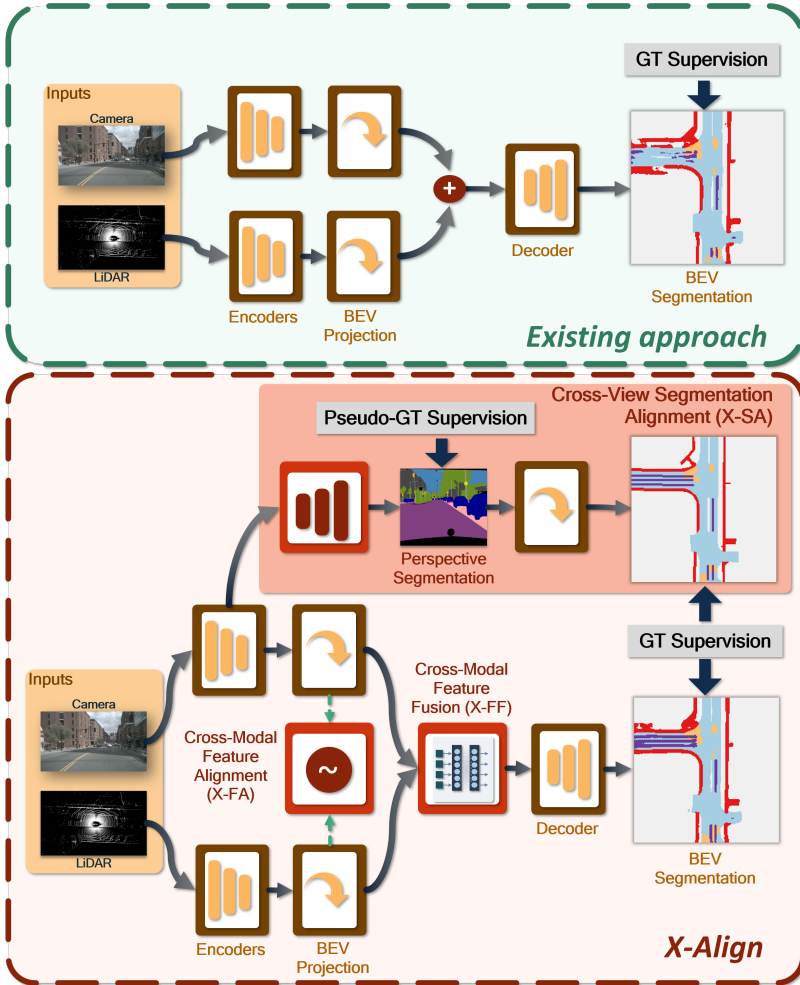 GT Supervision
Inputs
Camera
LiDAR
Encoders
BEV
Projection
+
Decoder
BEV
Segmentation
Existing approach
Cross-View Segmentation
Alignment (X-SA)
Pseudo-GT Supervision
Perspective
Segmentation
GT Supervision
Inputs
Camera
LiDAR
Cross-Modal
Feature
Alignment
(X-FA)
~
Cross-Modal
Feature
Fusion (X-FF)
Encoders
BEV
Projection
Decoder
BEV
Segmentation
X-Align